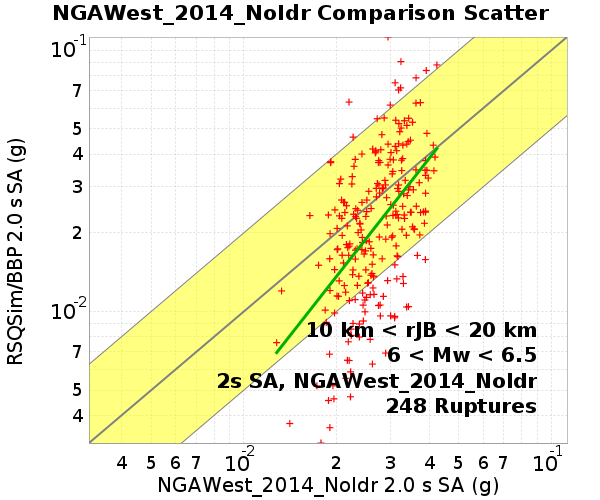 NGAWest_2014_NoIdr Comparison Scatter
10-1
7
5
4
3
2
10-2
7
5
4
RSQSim/BBP 2.0 s SA (g)
10 km < rJB < 20 km
6 < Mw < 6.5
2s SA, NGAWest_2014_NoIdr
248 Ruptures
4 5 6 7 10-2 2 3 4 5 6 7 10-1
NGAWest_2014_NoIdr 2.0 s SA (g)